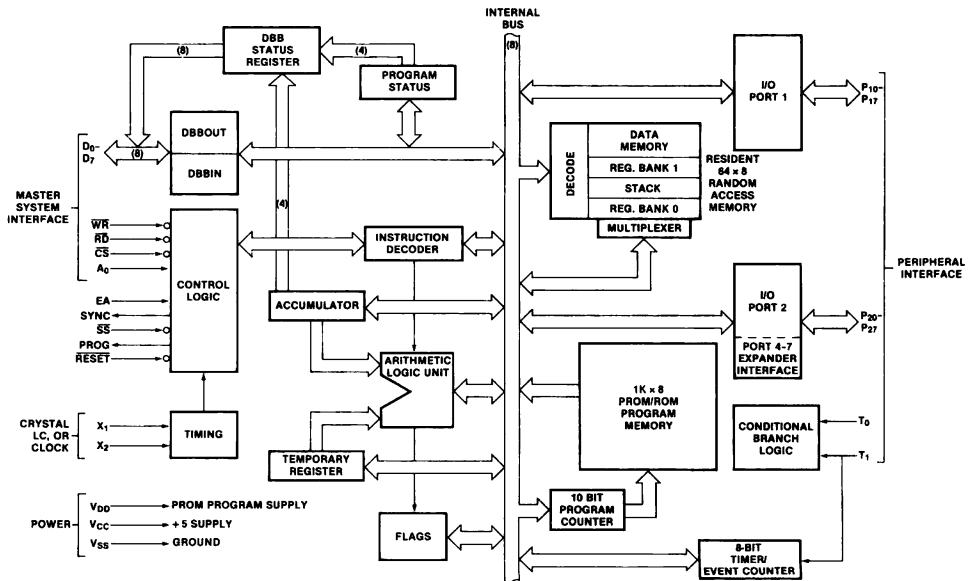 INTERNAL
BUS
(8)
DBB
STATUS
REGISTER
(8)
(4)
PROGRAM
STATUS
DBBOUT
DBBIN
D0–
D7
(8)
MASTER
SYSTEM
INTERFACE
WR
RD
CS
A0
EA
SYNC
SS
PROG
RESET
CONTROL
LOGIC
(4)
INSTRUCTION
DECODER
ACCUMULATOR
ARITHMETIC
LOGIC UNIT
CRYSTAL
LC, OR
CLOCK
X1
X2
TIMING
TEMPORARY
REGISTER
POWER
VDD
PROM PROGRAM SUPPLY
VCC
+ 5 SUPPLY
VSS
GROUND
FLAGS
I/O
PORT 1
P10–
P17
DECODE
DATA
MEMORY
REG. BANK 1
STACK
REG. BANK 0
MULTIPLEXER
RESIDENT
64 × 8
RANDOM
ACCESS
MEMORY
PERIPHERAL
INTERFACE
I/O
PORT 2
PORT 4-7
EXPANDER
INTERFACE
P20–
P27
1K × 8
PROM/ROM
PROGRAM
MEMORY
CONDITIONAL
BRANCH
LOGIC
T0
T1
10 BIT
PROGRAM
COUNTER
8-BIT
TIMER/
EVENT COUNTER